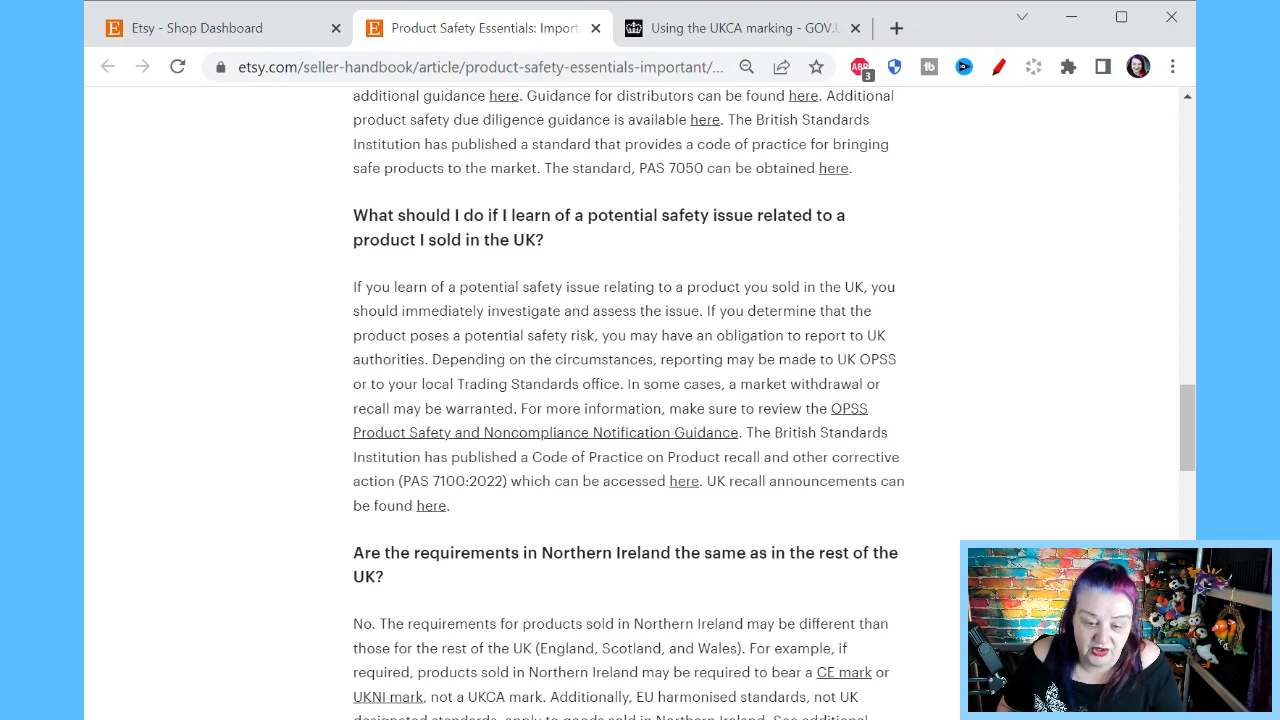 Etsy - Shop Dashboard
Product Safety Essentials: Import
Using the UKCA marking - GOV.U
etsy.com/seller-handbook/article/product-safety-essentials-important/...
ABP
3
tb
additional guidance here. Guidance for distributors can be found here. Additional
product safety due diligence guidance is available here. The British Standards
Institution has published a standard that provides a code of practice for bringing
safe products to the market. The standard, PAS 7050 can be obtained here.
What should I do if I learn of a potential safety issue related to a
product I sold in the UK?
If you learn of a potential safety issue relating to a product you sold in the UK, you
should immediately investigate and assess the issue. If you determine that the
product poses a potential safety risk, you may have an obligation to report to UK
authorities. Depending on the circumstances, reporting may be made to UK OPSS
or to your local Trading Standards office. In some cases, a market withdrawal or
recall may be warranted. For more information, make sure to review the OPSS
Product Safety and Noncompliance Notification Guidance. The British Standards
Institution has published a Code of Practice on Product recall and other corrective
action (PAS 7100:2022) which can be accessed here. UK recall announcements can
be found here.
Are the requirements in Northern Ireland the same as in the rest of the
UK?
No. The requirements for products sold in Northern Ireland may be different than
those for the rest of the UK (England, Scotland, and Wales). For example, if
required, products sold in Northern Ireland may be required to bear a CE mark or
UKNI mark, not a UKCA mark. Additionally, EU harmonised standards, not UK
designated standards, apply to goods sold in Northern Ireland. See additional